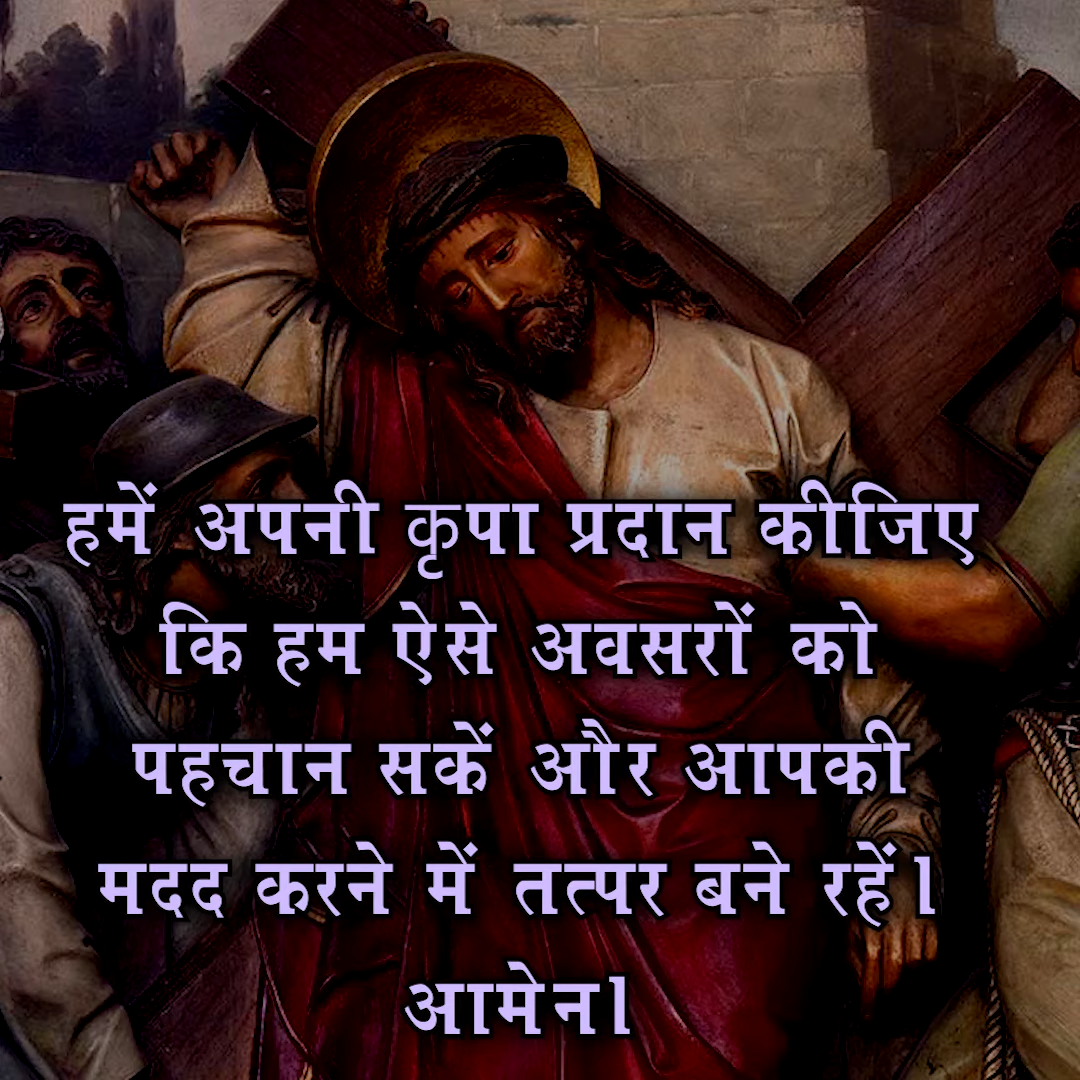 हमें अपनी कृपा प्रदान कीजिए
कि हम ऐसे अवसरों को
पहचान सकें और आपकी
मदद करने में तत्पर बने रहें।
आमेन।